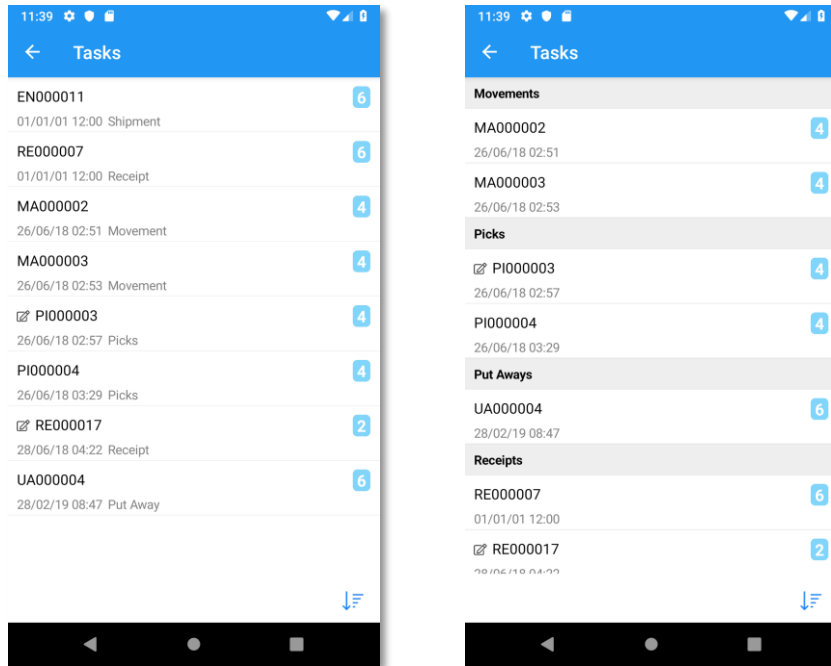 11:39
Tasks
EN000011
6
01/01/01 12:00 Shipment
RE000007
6
01/01/01 12:00 Receipt
MA000002
4
26/06/18 02:51 Movement
MA000003
4
26/06/18 02:53 Movement
PI000003
4
26/06/18 02:57 Picks
PI000004
4
26/06/18 03:29 Picks
RE000017
2
28/06/18 04:22 Receipt
UA000004
6
28/02/19 08:47 Put Away
11:39
Tasks
Movements
MA000002
4
26/06/18 02:51
MA000003
4
26/06/18 02:53
Picks
PI000003
4
26/06/18 02:57
PI000004
4
26/06/18 03:29
Put Aways
UA000004
6
28/02/19 08:47
Receipts
RE000007
6
01/01/01 12:00
RE000017
2
28/06/18 04:22